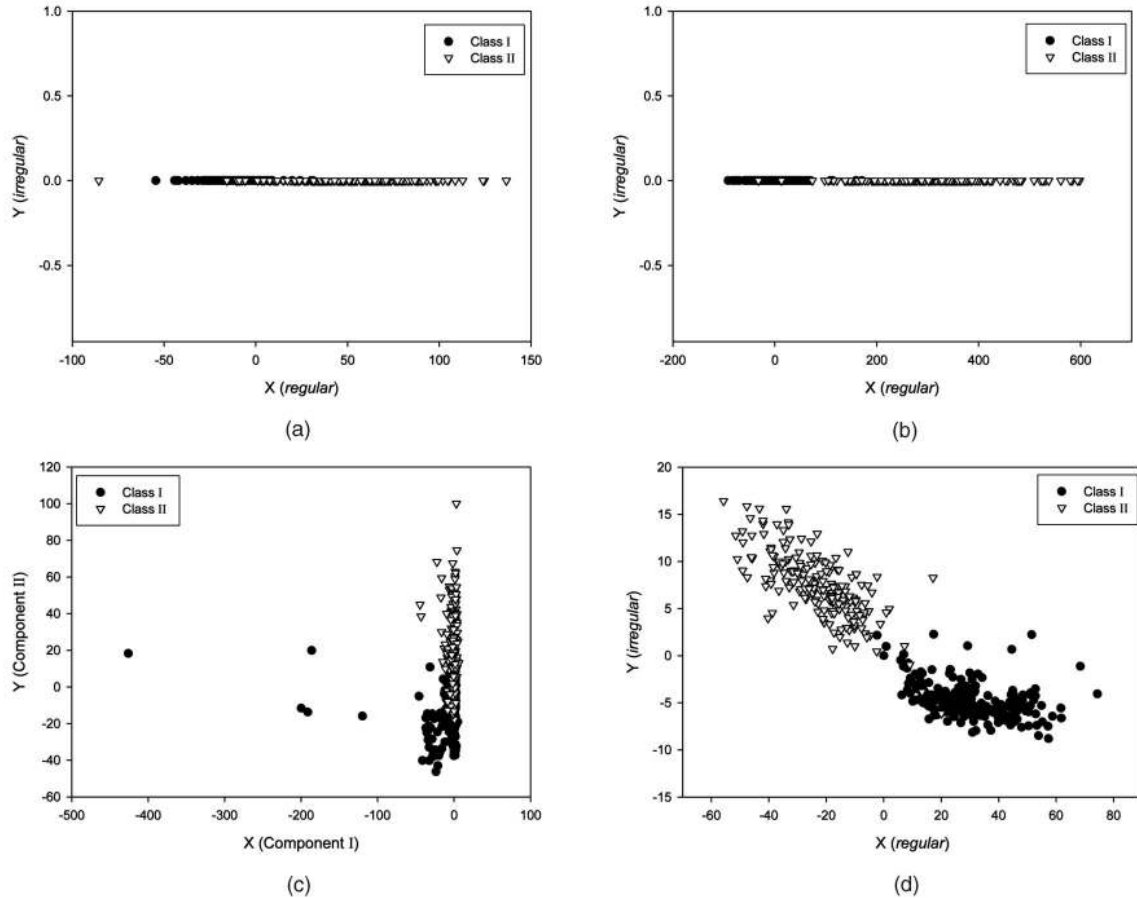 1.0
0.5
0.0
-0.5
-100 -50 0 50 100 150
Y (irregular)
X (regular)
Class I
Class II
(a)
1.0
0.5
0.0
-0.5
-200 0 200 400 600
Y (irregular)
X (regular)
Class I
Class II
(b)
120
100
80
60
40
20
0
-20
-40
-60
-500 -400 -300 -200 -100 0 100
Y (Component II)
X (Component I)
Class I
Class II
(c)
20
15
10
5
0
-5
-10
-15
-60 -40 -20 0 20 40 60 80
Y (irregular)
X (regular)
Class I
Class II
(d)